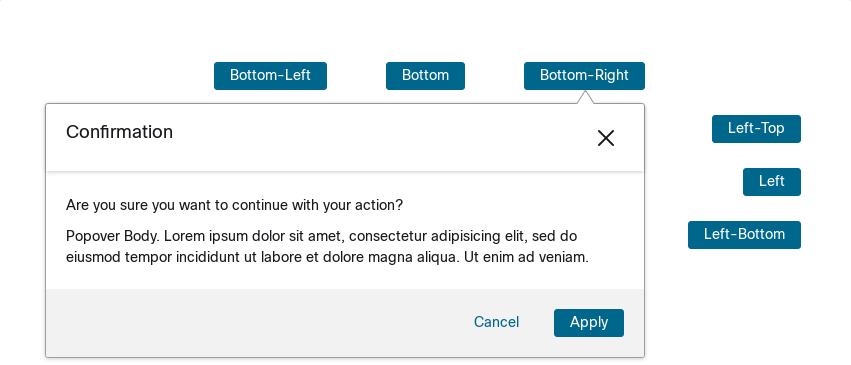 Bottom-Left
Bottom
Bottom-Right
Confirmation
Left-Top
Left
Are you sure you want to continue with your action?
Left-Bottom
Popover Body. Lorem ipsum dolor sit amet, consectetur adipisicing elit, sed do
eiusmod tempor incididunt ut labore et dolore magna aliqua. Ut enim ad veniam.
Cancel
Apply